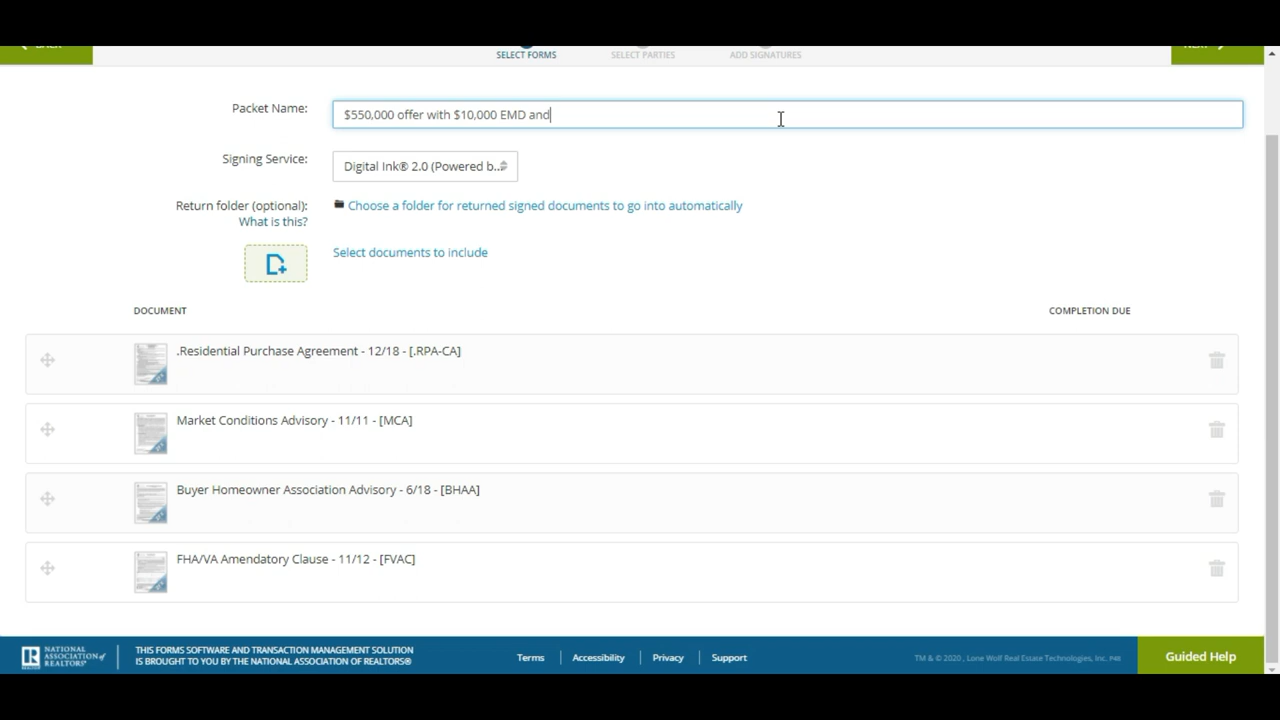 SELECT FORMS
SELECT PARTIES
ADD SIGNATURES
Packet Name:
$550,000 offer with $10,000 EMD and
Signing Service:
Digital Ink® 2.0 (Powered b...
Return folder (optional):
Choose a folder for returned signed documents to go into automatically
What is this?
Select documents to include
DOCUMENT
COMPLETION DUE
.Residential Purchase Agreement - 12/18 - [.RPA-CA]
Market Conditions Advisory - 11/11 - [MCA]
Buyer Homeowner Association Advisory - 6/18 - [BHAA]
FHA/VA Amendatory Clause - 11/12 - [FVAC]
NATIONAL
ASSOCIATION of
REALTORS®
THIS FORMS SOFTWARE AND TRANSACTION MANAGEMENT SOLUTION
IS BROUGHT TO YOU BY THE NATIONAL ASSOCIATION OF REALTORS®
Terms
Accessibility
Privacy
Support
TM & © 2020 , Lone Wolf Real Estate Technologies, Inc. P48
Guided Help